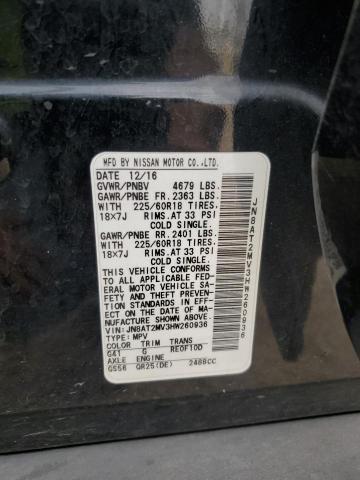 MFD BY NISSAN MOTOR CO.,LTD.
DATE 12/16
GVWR/PNBV 4679 LBS.
GAWR/PNBE FR. 2363 LBS.
WITH 225/60R18 TIRES,
18X7J RIMS, AT 33 PSI
COLD SINGLE.
GAWR/PNBE RR. 2401 LBS.
WITH 225/60R18 TIRES,
18X7J RIMS, AT 33 PSI
COLD SINGLE.
THIS VEHICLE CONFORMS
TO ALL APPLICABLE FED-
ERAL MOTOR VEHICLE SA-
FETY AND THEFT PREVEN-
TION STANDARDS IN EFF-
ECT ON THE DATE OF MA-
NUFACTURE SHOWN ABOVE.
VIN: JN8AT2MV3HW260936
TYPE: MPV
COLOR TRIM TRANS
G41 G RE0F10D
AXLE ENGINE
GS56 QR25(DE) 2488CC
JN8AT2MV3HW260936